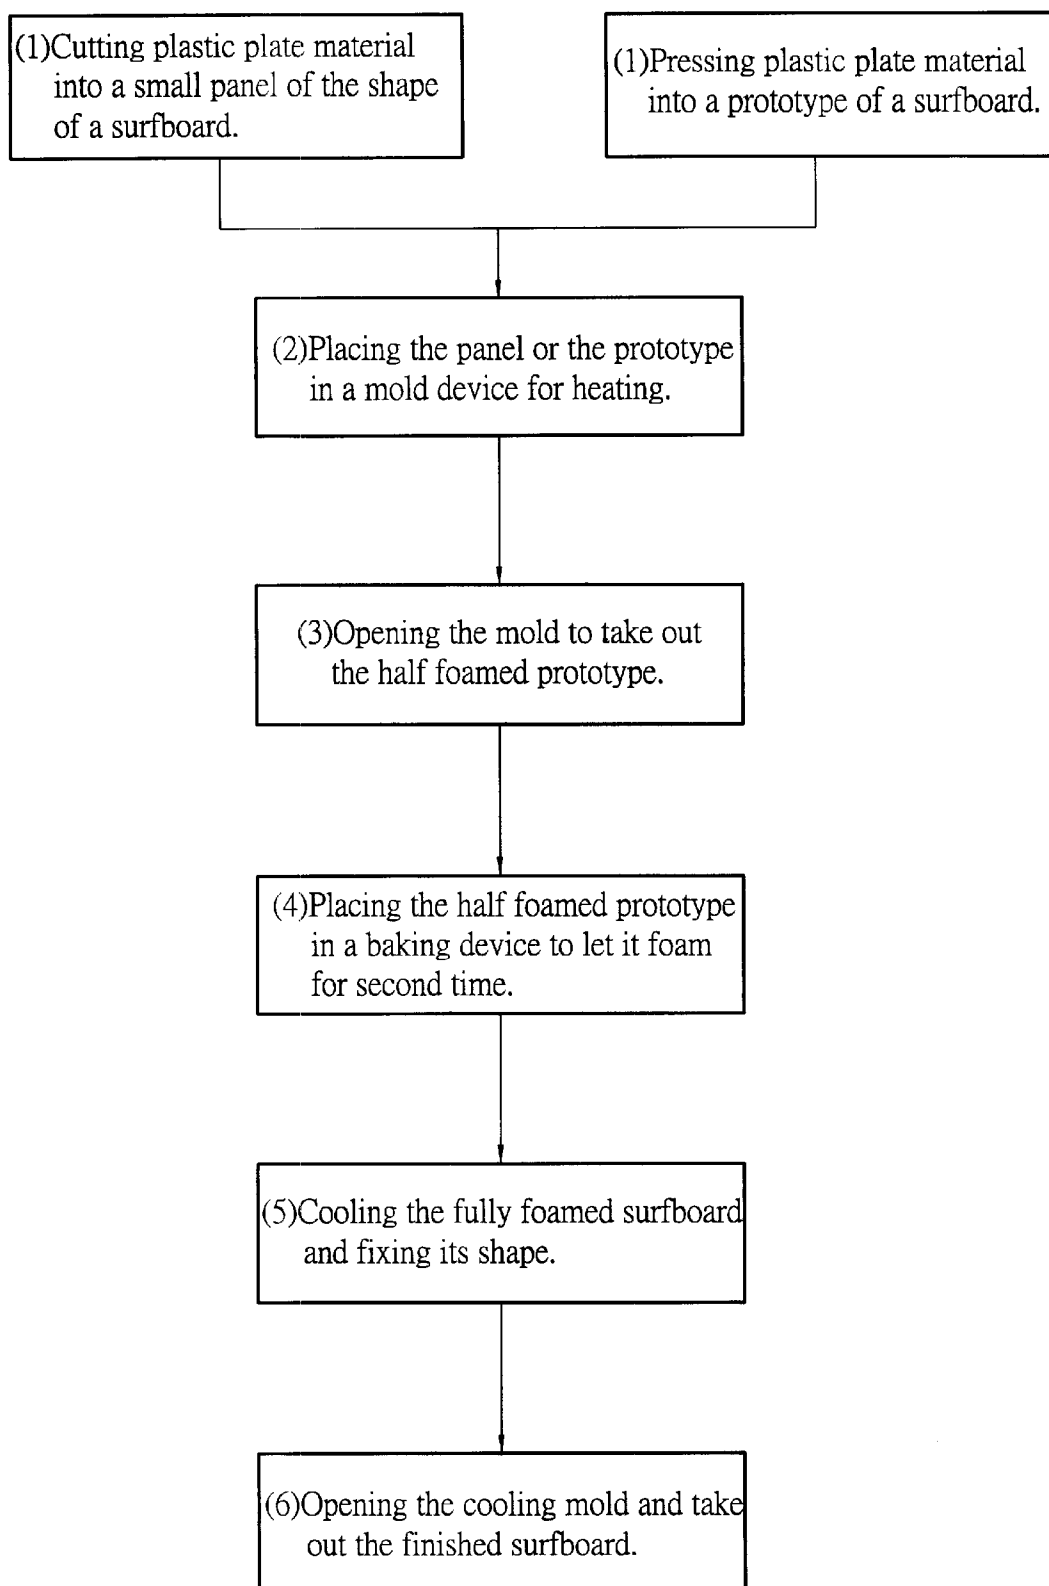 (1)Cutting plastic plate material
into a small panel of the shape
of a surfboard.
(1)Pressing plastic plate material
into a prototype of a surfboard.
(2)Placing the panel or the prototype
in a mold device for heating.
(3)Opening the mold to take out
the half foamed prototype.
(4)Placing the half foamed prototype
in a baking device to let it foam
for second time.
(5)Cooling the fully foamed surfboard
and fixing its shape.
(6)Opening the cooling mold and take
out the finished surfboard.